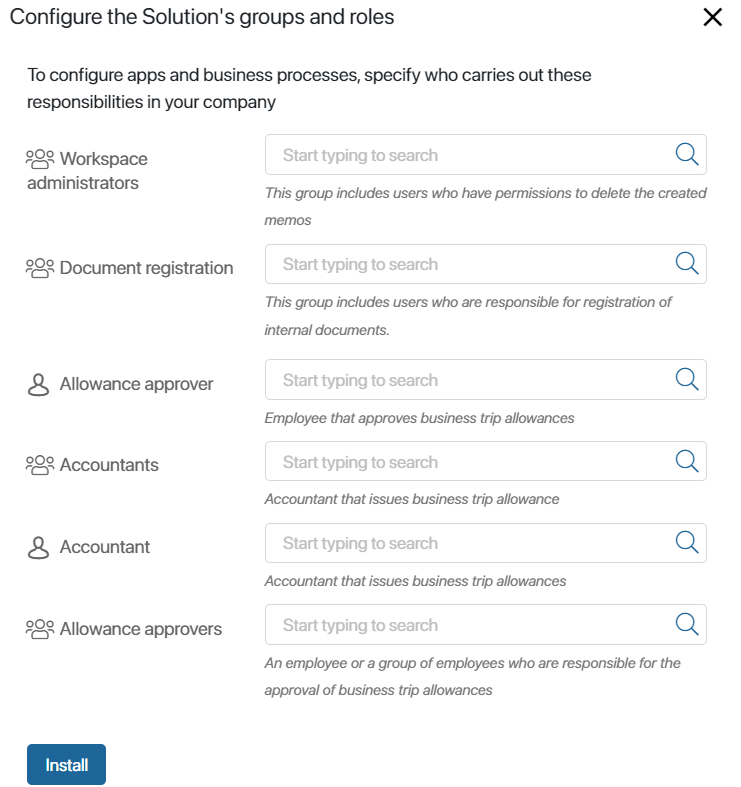 Configure the Solution's groups and roles
To configure apps and business processes, specify who carries out these
responsibilities in your company
Workspace
administrators
Start typing to search
This group includes users who have permissions to delete the created
memos
Document registration
Start typing to search
This group includes users who are responsible for registration of
internal documents.
Allowance approver
Start typing to search
Employee that approves business trip allowances
Accountants
Start typing to search
Accountant that issues business trip allowance
Accountant
Start typing to search
Accountant that issues business trip allowances
Allowance approvers
Start typing to search
An employee or a group of employees who are responsible for the
approval of business trip allowances
Install